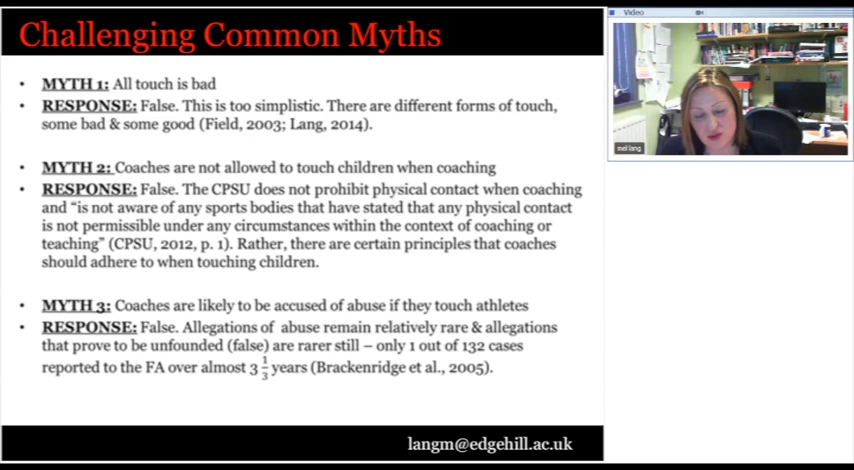 Challenging Common Myths
Video
• MYTH 1: All touch is bad
• RESPONSE: False. This is too simplistic. There are different forms of touch,
some bad & some good (Field, 2003; Lang, 2014).
• MYTH 2: Coaches are not allowed to touch children when coaching
• RESPONSE: False. The CPSU does not prohibit physical contact when coaching
and “is not aware of any sports bodies that have stated that any physical contact
is not permissible under any circumstances within the context of coaching or
teaching” (CPSU, 2012, p. 1). Rather, there are certain principles that coaches
should adhere to when touching children.
• MYTH 3: Coaches are likely to be accused of abuse if they touch athletes
• RESPONSE: False. Allegations of abuse remain relatively rare & allegations
that prove to be unfounded (false) are rarer still – only 1 out of 132 cases
reported to the FA over almost 3 1/3 years (Brackenridge et al., 2005).
mel lang
langm@edgehill.ac.uk